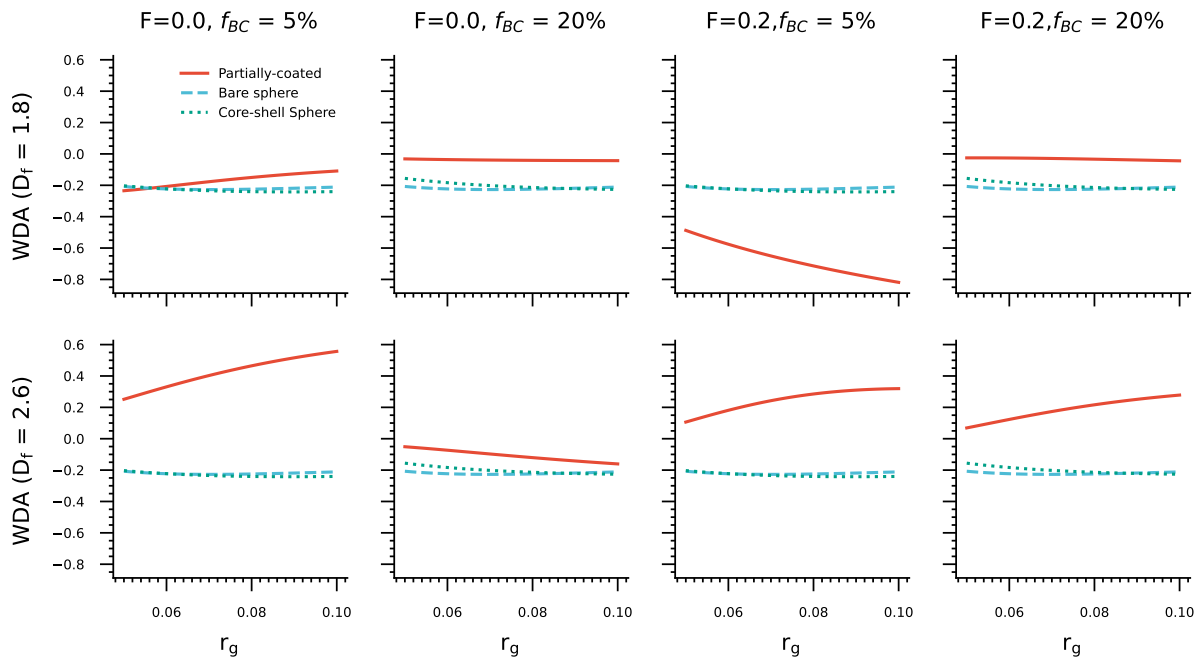 F=0.0, f_BC = 5%
F=0.0, f_BC = 20%
F=0.2,f_BC = 5%
F=0.2,f_BC = 20%
WDA (D_f = 1.8)
0.6
0.4
0.2
0.0
−0.2
−0.4
−0.6
−0.8
Partially-coated
Bare sphere
Core-shell Sphere
WDA (D_f = 2.6)
0.6
0.4
0.2
0.0
−0.2
−0.4
−0.6
−0.8
0.06 0.08 0.10
0.06 0.08 0.10
0.06 0.08 0.10
0.06 0.08 0.10
r_g
r_g
r_g
r_g